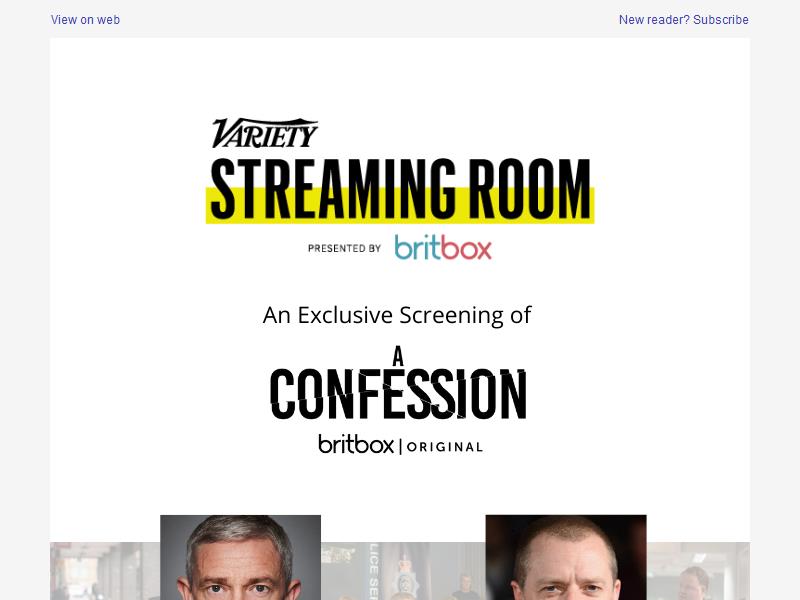 View on web
New reader? Subscribe
VARIETY
STREAMING ROOM
PRESENTED BY britbox
An Exclusive Screening of
A
CONFESSION
britbox | ORIGINAL
LICE SE